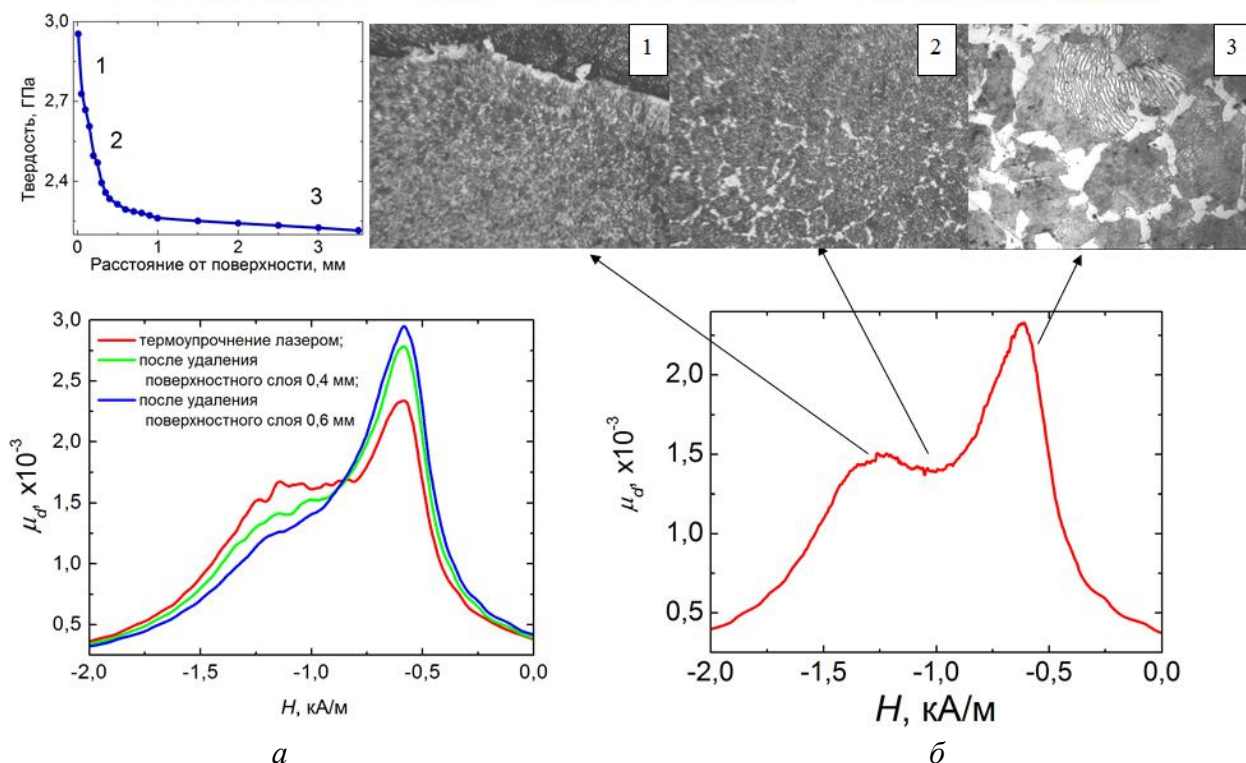 Твердость, ГПа
3,0
2,7
2,4
0
1
2
3
Расстояние от поверхности, мм
1
2
3
1
2
3
μd, x10-3
3,0
2,5
2,0
1,5
1,0
0,5
-2,0
-1,5
-1,0
-0,5
0,0
H, кА/м
термоупрочнение лазером;
после удаления
поверхностного слоя 0,4 мм;
после удаления
поверхностного слоя 0,6 мм
а
μd, x10-3
2,0
1,5
1,0
0,5
-2,0
-1,5
-1,0
-0,5
0,0
H, кА/м
б